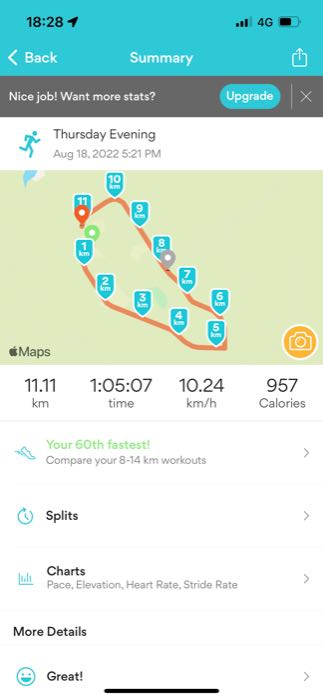 18:28
4G
Back
Summary
Nice job! Want more stats?
Upgrade
Thursday Evening
Aug 18, 2022 5:21 PM
10
km
11
km
9
km
8
km
1
km
7
km
2
km
6
km
3
km
4
km
5
km
Maps
11.11
1:05:07
10.24
957
km
time
km/h
Calories
Your 60th fastest!
Compare your 8-14 km workouts
Splits
Charts
Pace, Elevation, Heart Rate, Stride Rate
More Details
Great!